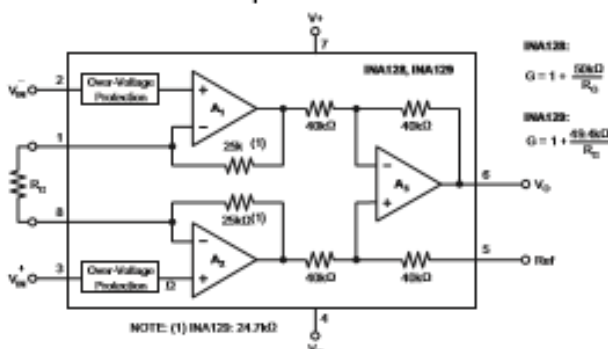 V+
7
INA128, INA129
INA128:
G = 1 + 50kΩ
RG
INA129:
G = 1 + 49.4kΩ
RG
2
VIN−
Over-Voltage
Protection
+
A1
−
40kΩ
40kΩ
1
25k (1)
RG
−
A3
+
6
VO
8
25kΩ(1)
−
A2
+
5
Ref
3
VIN+
Over-Voltage
Protection
Ω
40kΩ
40kΩ
4
NOTE: (1) INA129: 24.7kΩ